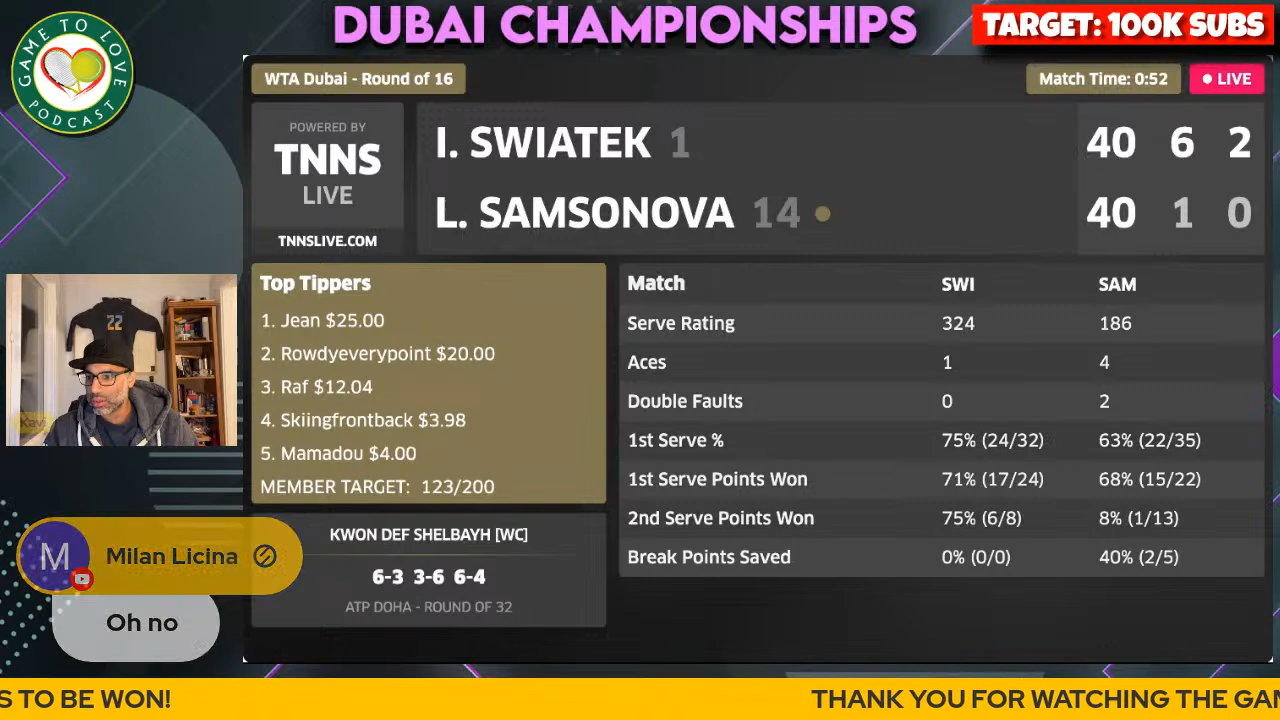 DUBAI CHAMPIONSHIPS
TARGET: 100K SUBS
GAME TO LOVE
PODCAST
WTA Dubai - Round of 16
Match Time: 0:52
LIVE
POWERED BY
TNNS
LIVE
TNNSLIVE.COM
I. SWIATEK 1 40 6 2
L. SAMSONOVA 14 40 1 0
22
Kavi
Top Tippers
1. Jean $25.00
2. Rowdyeverypoint $20.00
3. Raf $12.04
4. Skiingfrontback $3.98
5. Mamadou $4.00
MEMBER TARGET: 123/200
Match SWI SAM
Serve Rating 324 186
Aces 1 4
Double Faults 0 2
1st Serve % 75% (24/32) 63% (22/35)
1st Serve Points Won 71% (17/24) 68% (15/22)
2nd Serve Points Won 75% (6/8) 8% (1/13)
Break Points Saved 0% (0/0) 40% (2/5)
KWON DEF SHELBAYH [WC]
6-3 3-6 6-4
ATP DOHA - ROUND OF 32
M
Milan Licina
Oh no
S TO BE WON!
THANK YOU FOR WATCHING THE GA